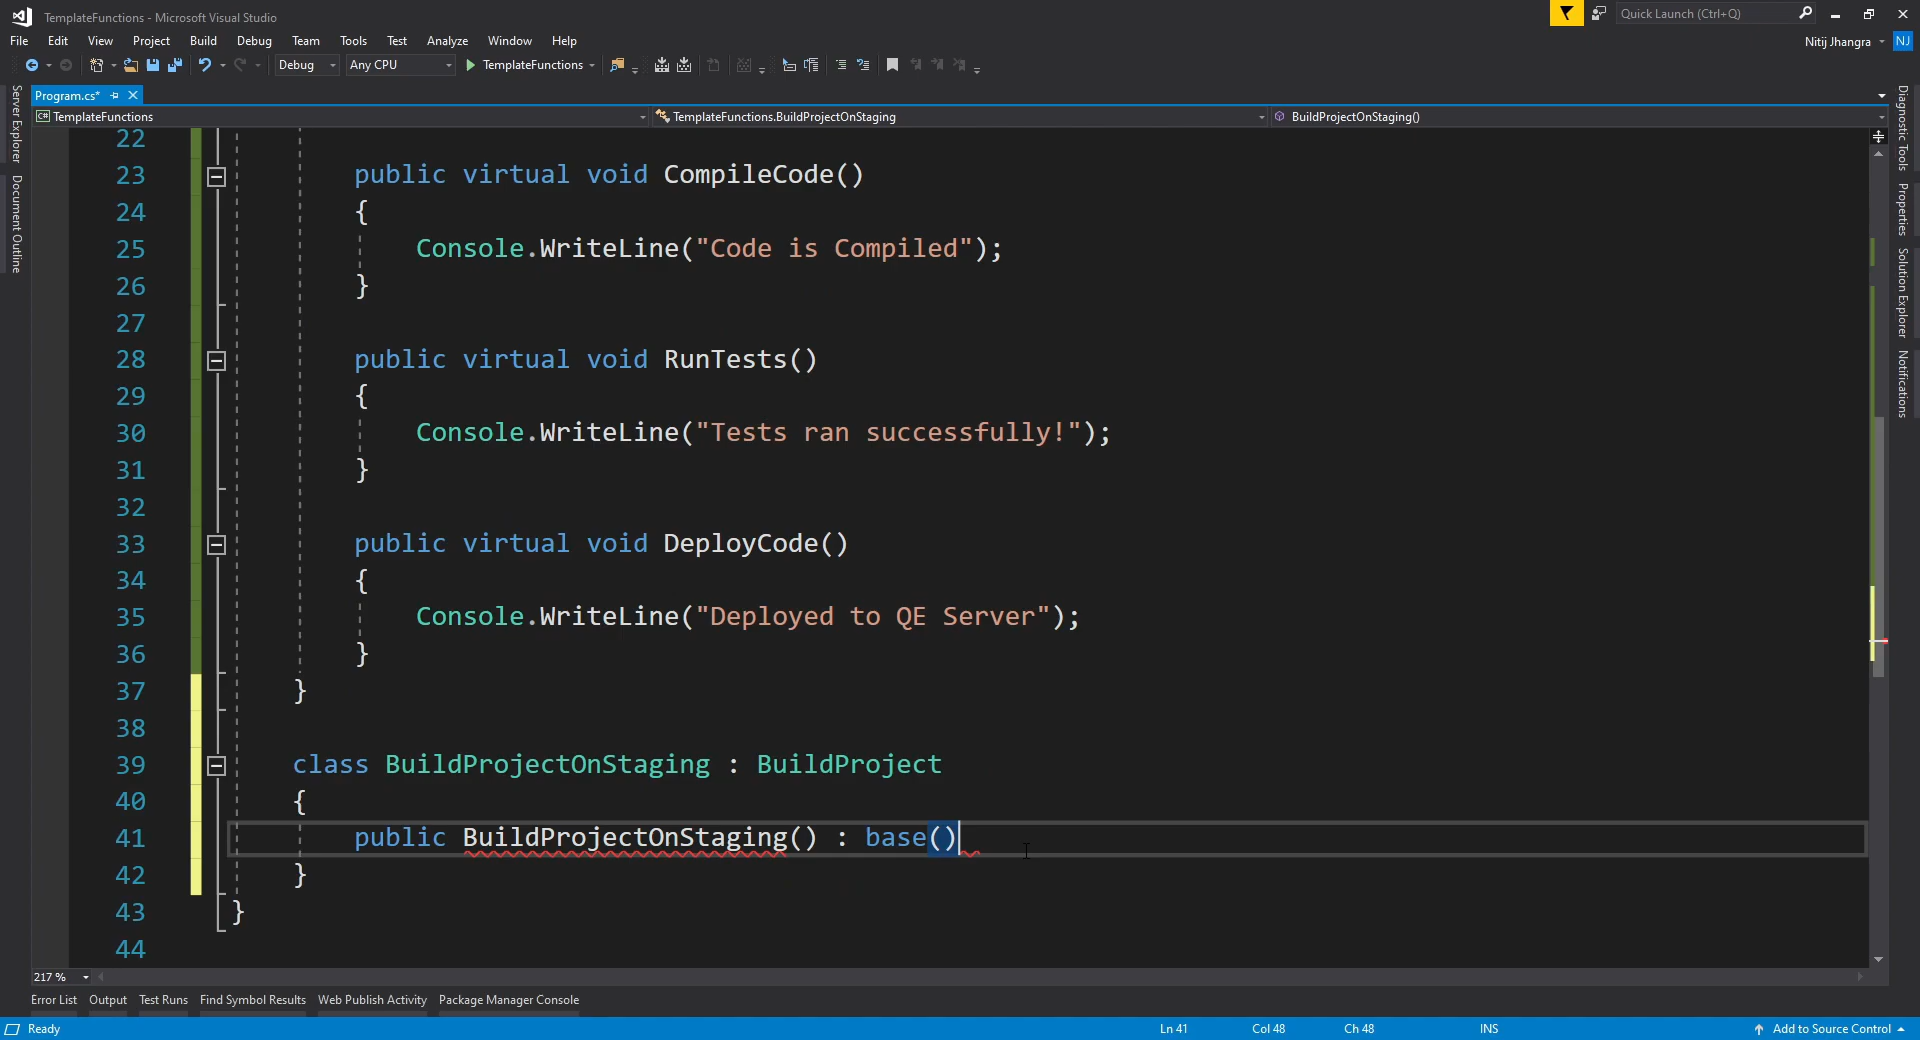 TemplateFunctions - Microsoft Visual Studio
Quick Launch (Ctrl+Q)
File Edit View Project Build Debug Team Tools Test Analyze Window Help
Nitij Jhangra NJ
Debug Any CPU TemplateFunctions
Program.cs*
C# TemplateFunctions TemplateFunctions.BuildProjectOnStaging BuildProjectOnStaging()
Server Explorer
Document Outline
22
23 public virtual void CompileCode()
24 {
25 Console.WriteLine("Code is Compiled");
26 }
27
28 public virtual void RunTests()
29 {
30 Console.WriteLine("Tests ran successfully!");
31 }
32
33 public virtual void DeployCode()
34 {
35 Console.WriteLine("Deployed to QE Server");
36 }
37 }
38
39 class BuildProjectOnStaging : BuildProject
40 {
41 public BuildProjectOnStaging() : base()
42 }
43 }
44
Diagnostic Tools
Properties
Solution Explorer
Notifications
217 %
Error List Output Test Runs Find Symbol Results Web Publish Activity Package Manager Console
Ready Ln 41 Col 48 Ch 48 INS Add to Source Control